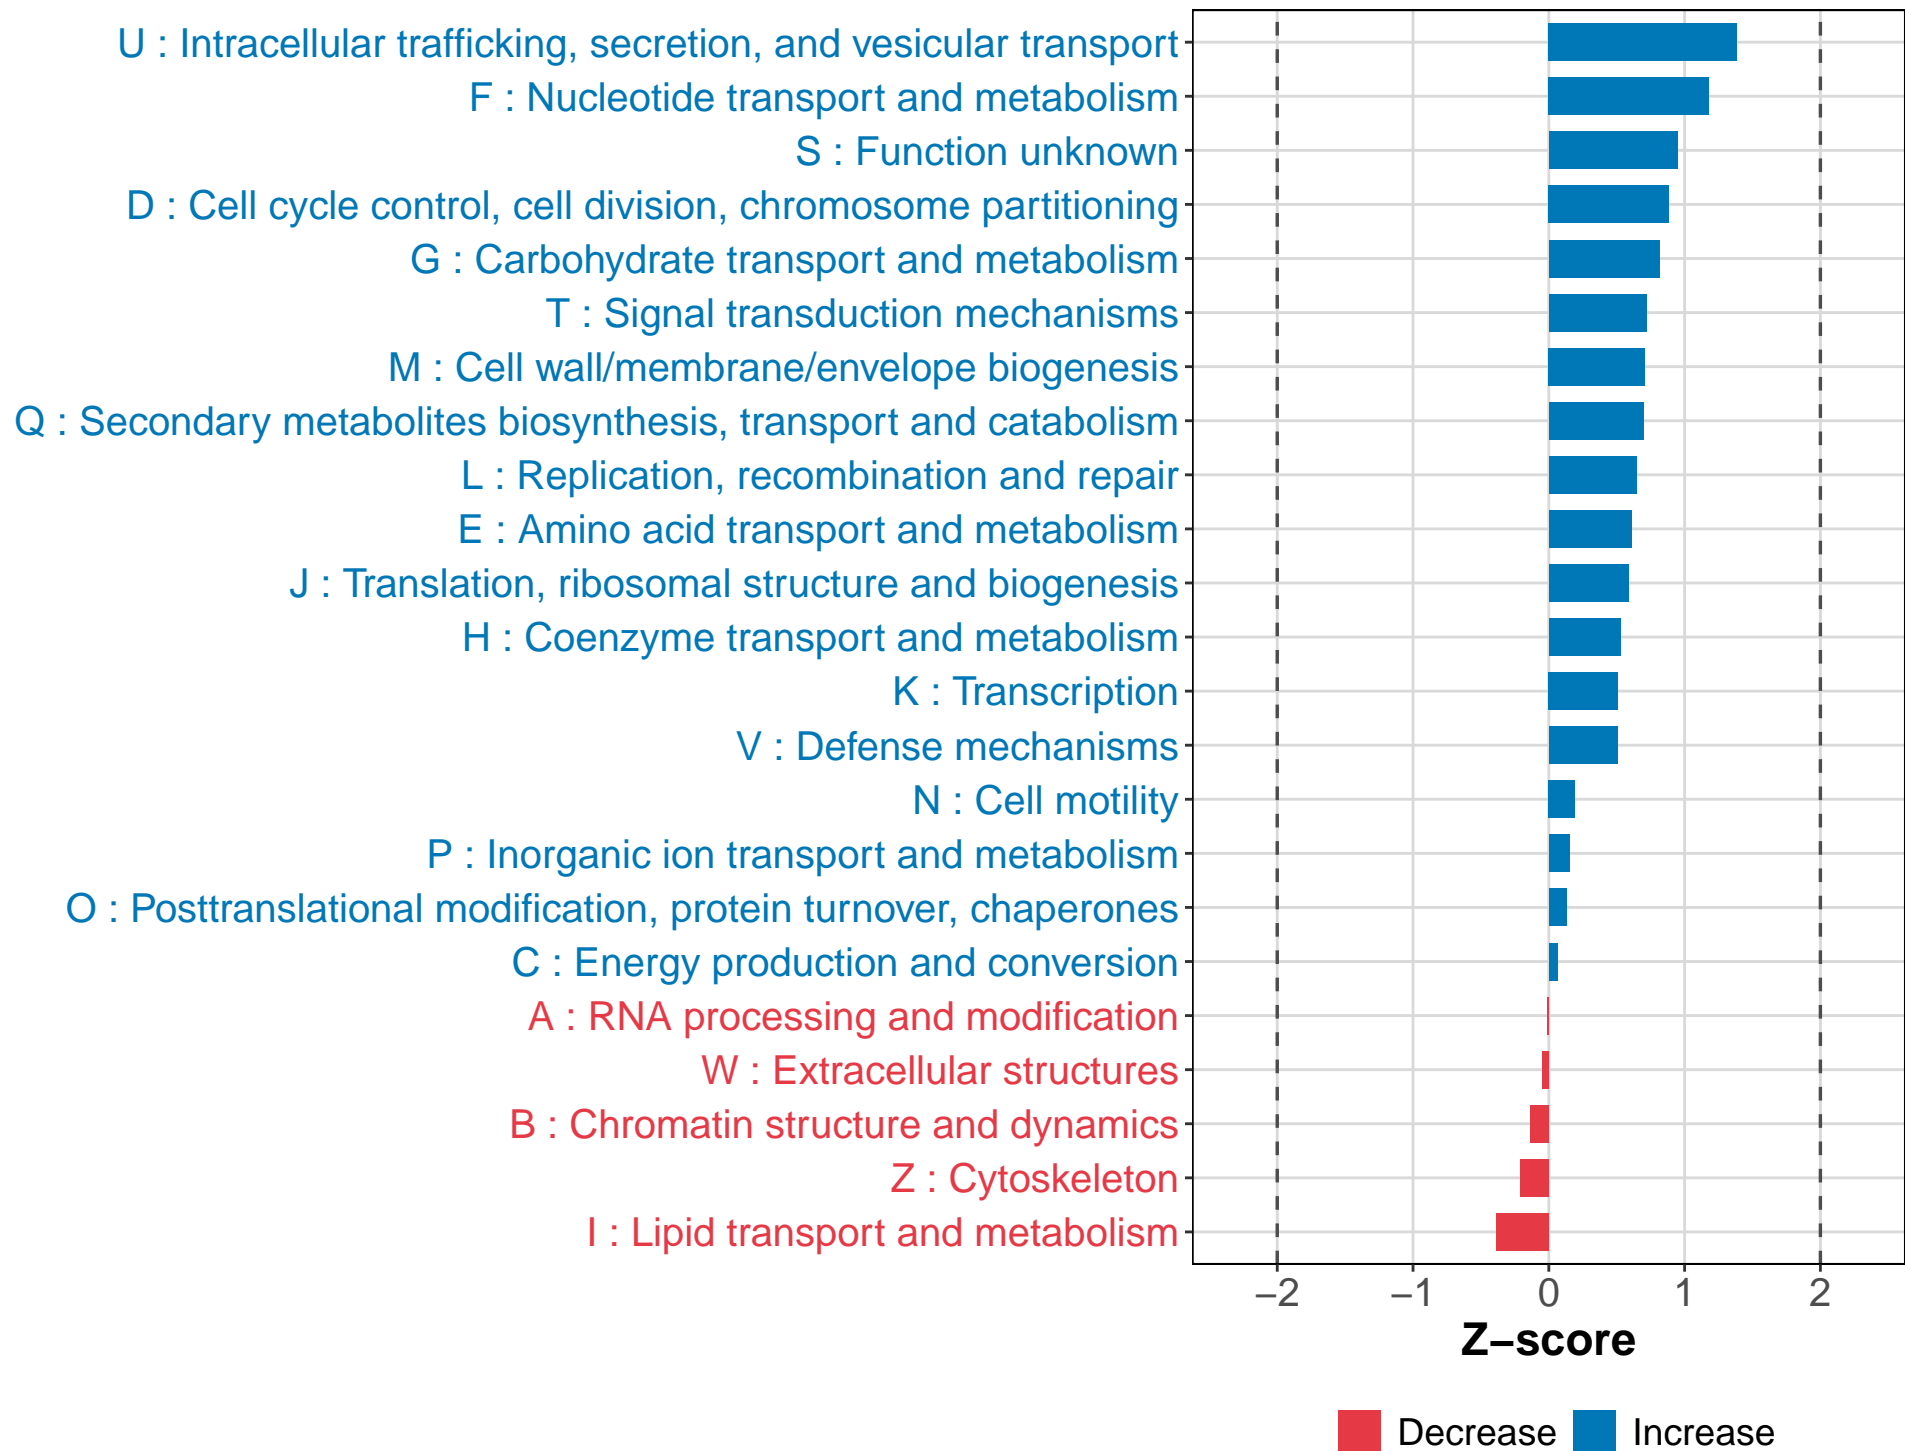 U : Intracellular trafficking, secretion, and vesicular transport
F : Nucleotide transport and metabolism
S : Function unknown
D : Cell cycle control, cell division, chromosome partitioning
G : Carbohydrate transport and metabolism
T : Signal transduction mechanisms
M : Cell wall/membrane/envelope biogenesis
Q : Secondary metabolites biosynthesis, transport and catabolism
L : Replication, recombination and repair
E : Amino acid transport and metabolism
J : Translation, ribosomal structure and biogenesis
H : Coenzyme transport and metabolism
K : Transcription
V : Defense mechanisms
N : Cell motility
P : Inorganic ion transport and metabolism
O : Posttranslational modification, protein turnover, chaperones
C : Energy production and conversion
A : RNA processing and modification
W : Extracellular structures
B : Chromatin structure and dynamics
Z : Cytoskeleton
I : Lipid transport and metabolism
−2 −1 0 1 2
Z−score
Decrease Increase